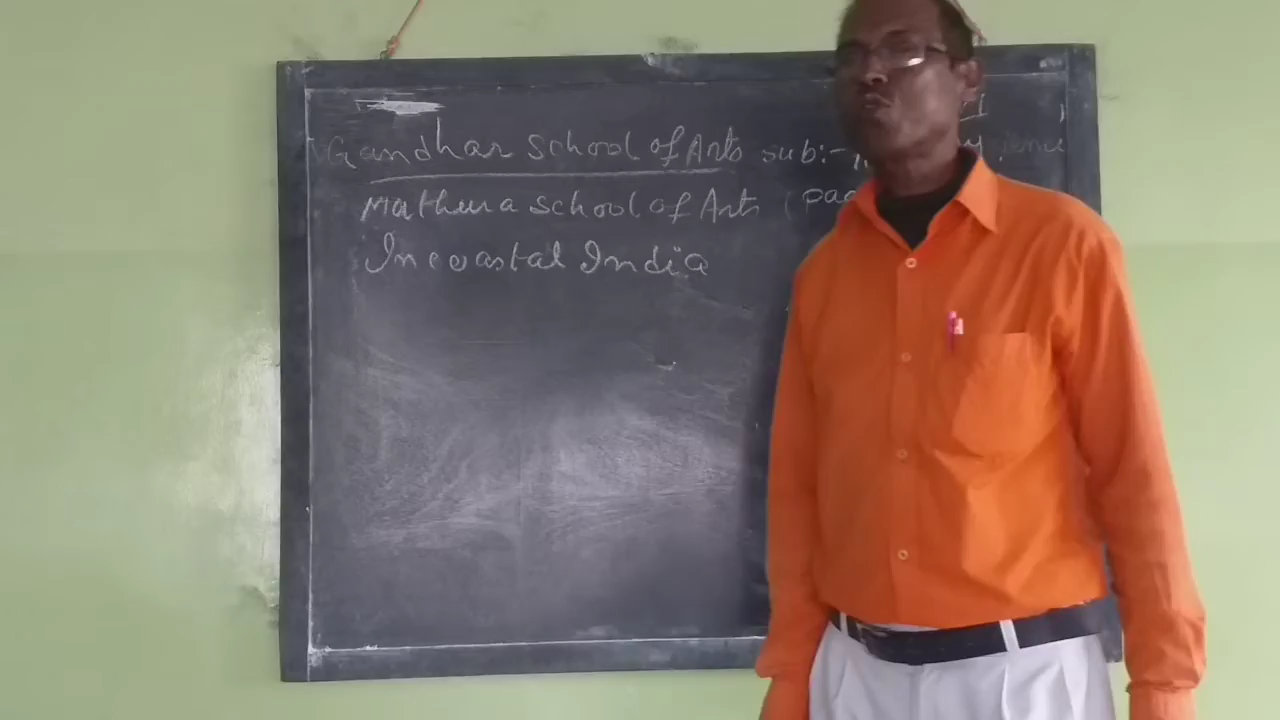 Gandhar school of Arts sub:-
Mathura school of Arts (
In coastal India